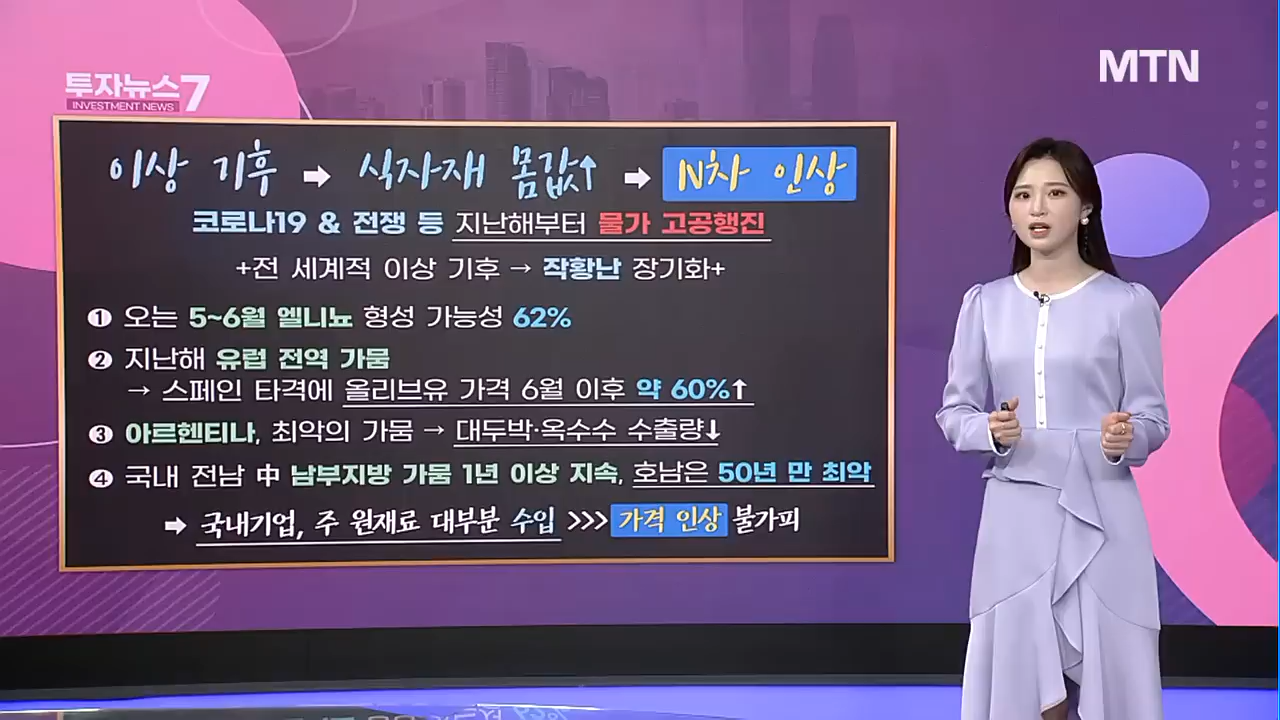 투자뉴스7
INVESTMENT NEWS
MTN
이상 기후 ➡ 식자재 몸값↑ ➡ N차 인상
코로나19 & 전쟁 등 지난해부터 물가 고공행진
+전 세계적 이상 기후 → 작황난 장기화+
❶ 오는 5~6월 엘니뇨 형성 가능성 62%
❷ 지난해 유럽 전역 가뭄
→ 스페인 타격에 올리브유 가격 6월 이후 약 60%↑
❸ 아르헨티나, 최악의 가뭄 → 대두박·옥수수 수출량↓
❹ 국내 전남 中 남부지방 가뭄 1년 이상 지속, 호남은 50년 만 최악
➡ 국내기업, 주 원재료 대부분 수입 >>> 가격 인상 불가피